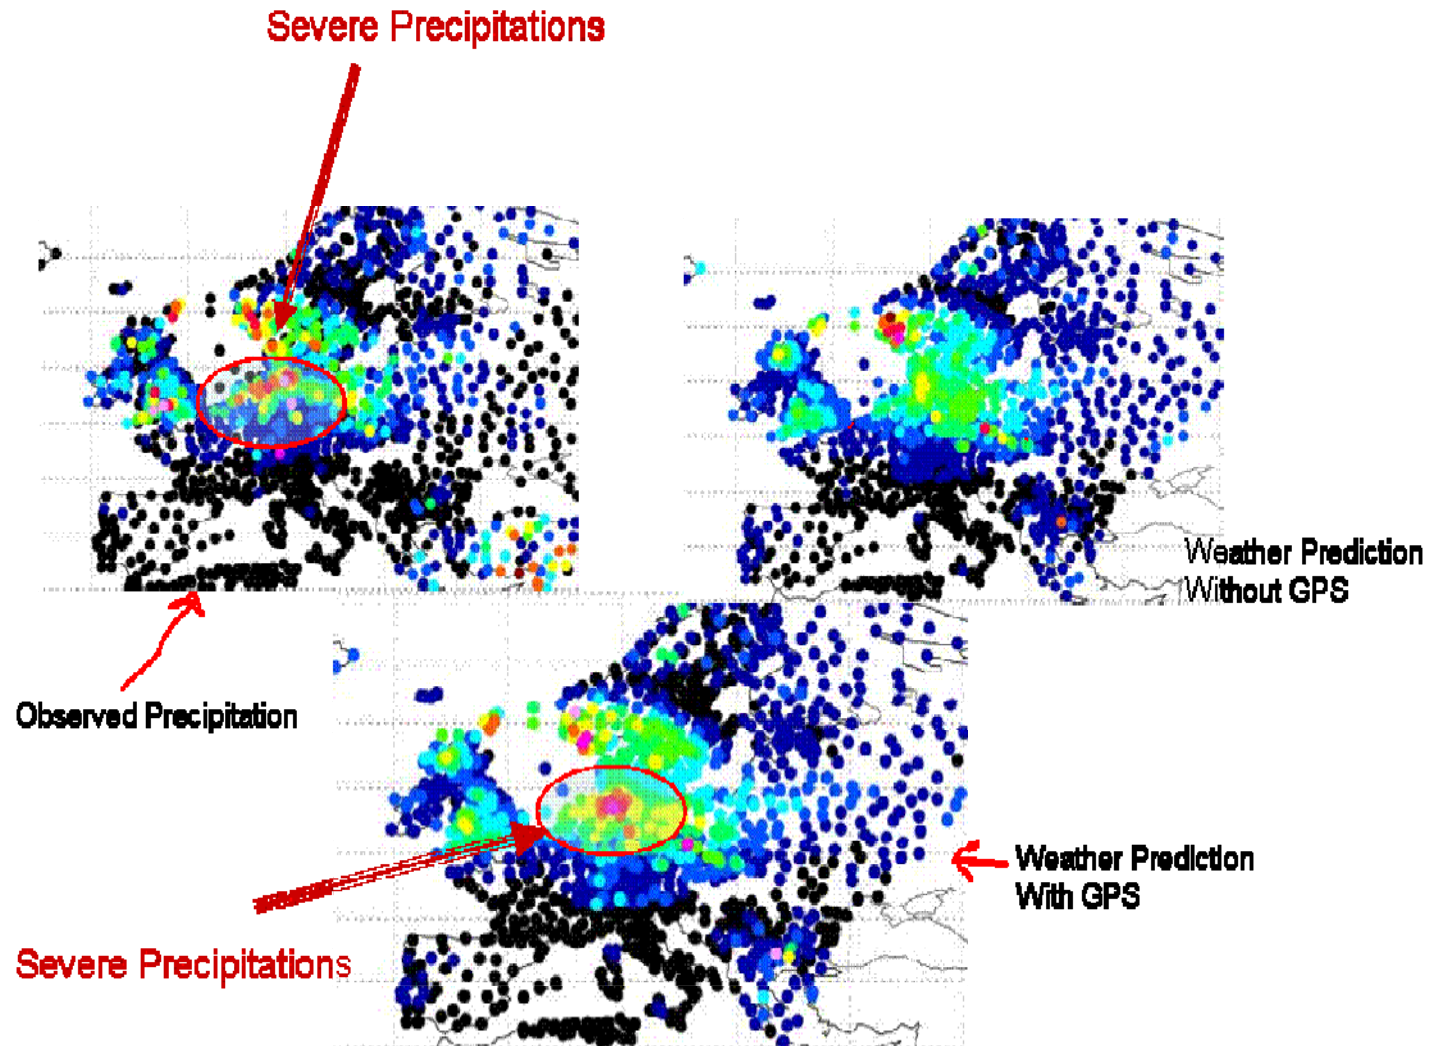 Severe Precipitations
Weather Prediction
Without GPS
Observed Precipitation
Weather Prediction
With GPS
Severe Precipitations